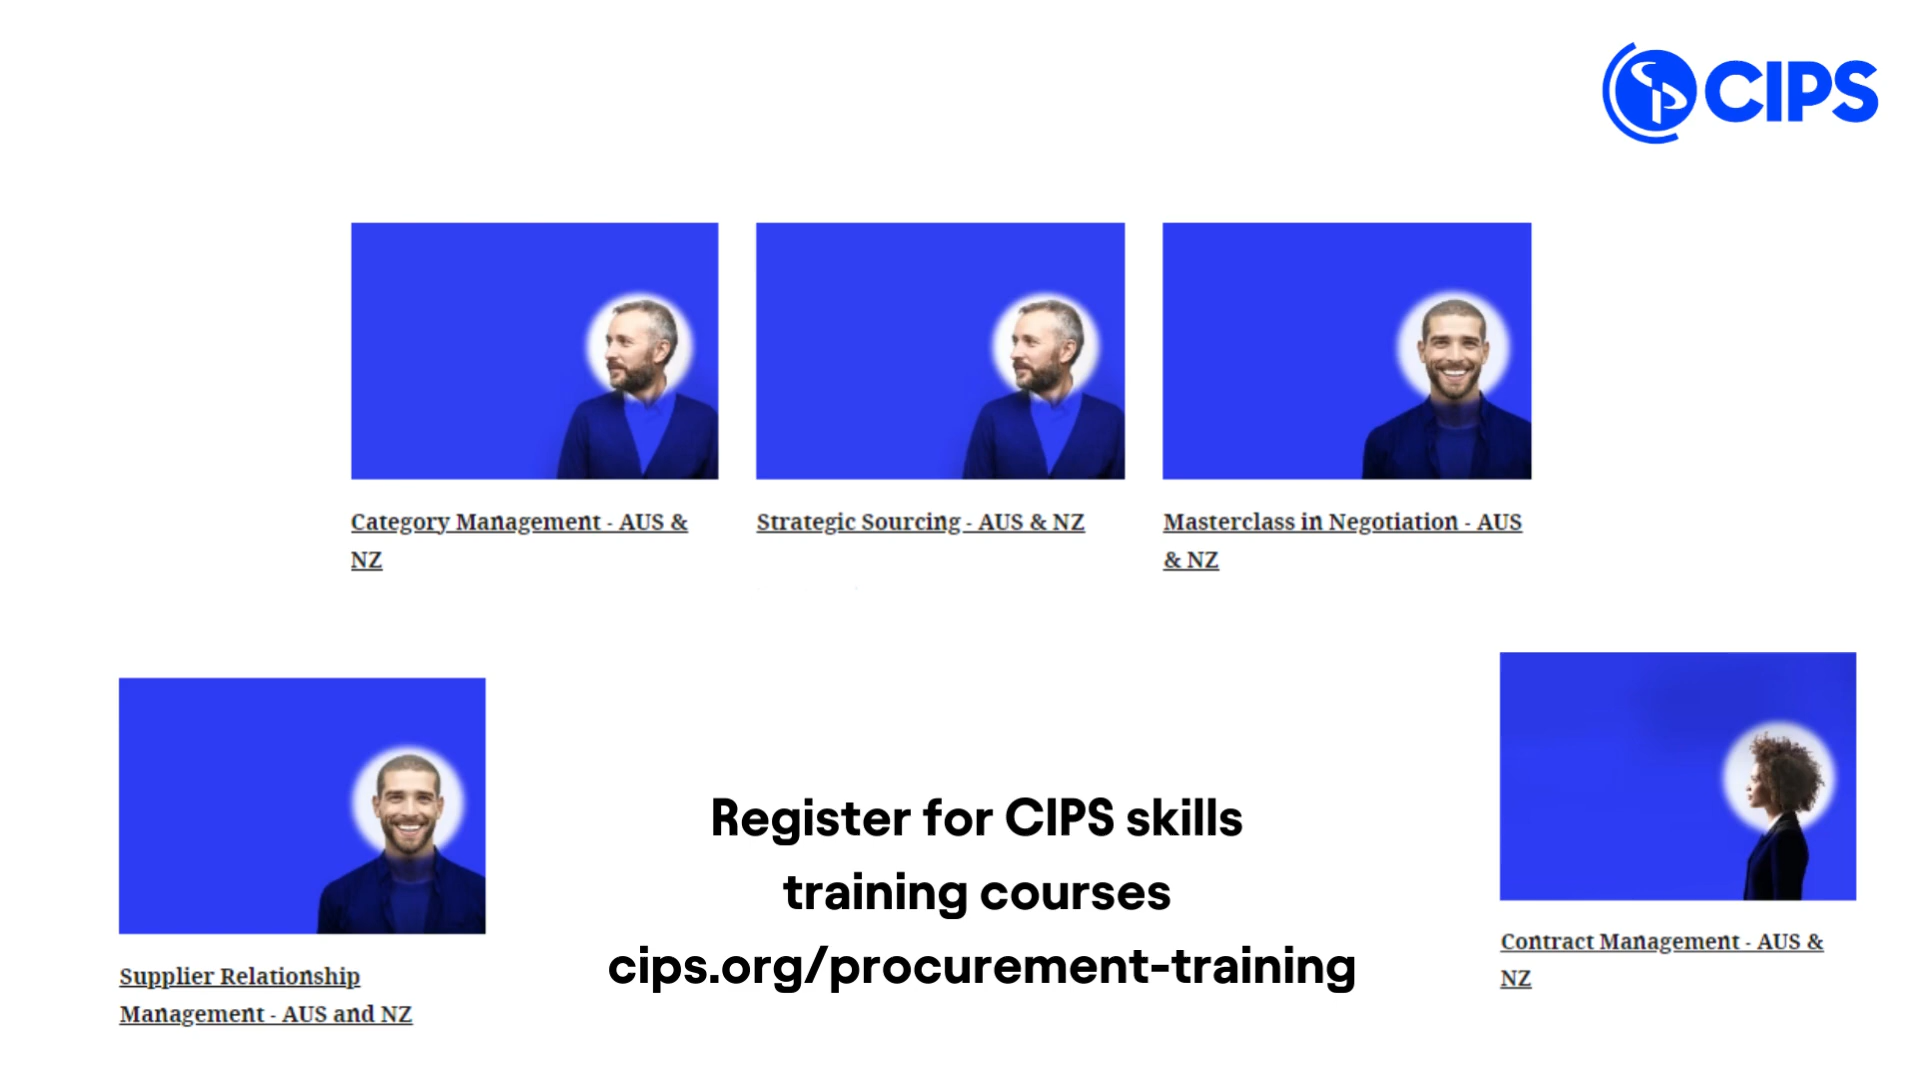 CIPS
Category Management - AUS &
NZ
Strategic Sourcing - AUS & NZ
Masterclass in Negotiation - AUS
& NZ
Supplier Relationship
Management - AUS and NZ
Register for CIPS skills
training courses
cips.org/procurement-training
Contract Management - AUS &
NZ